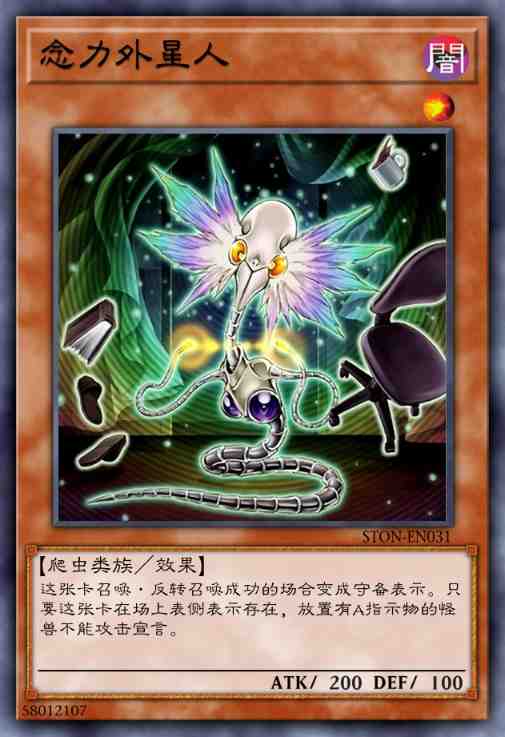 念力外星人
闇
STON-EN031
【爬虫类族／效果】
这张卡召唤·反转召唤成功的场合变成守备表示。只
要这张卡在场上表侧表示存在，放置有A指示物的怪
兽不能攻击宣言。
ATK/ 200 DEF/ 100
58012107